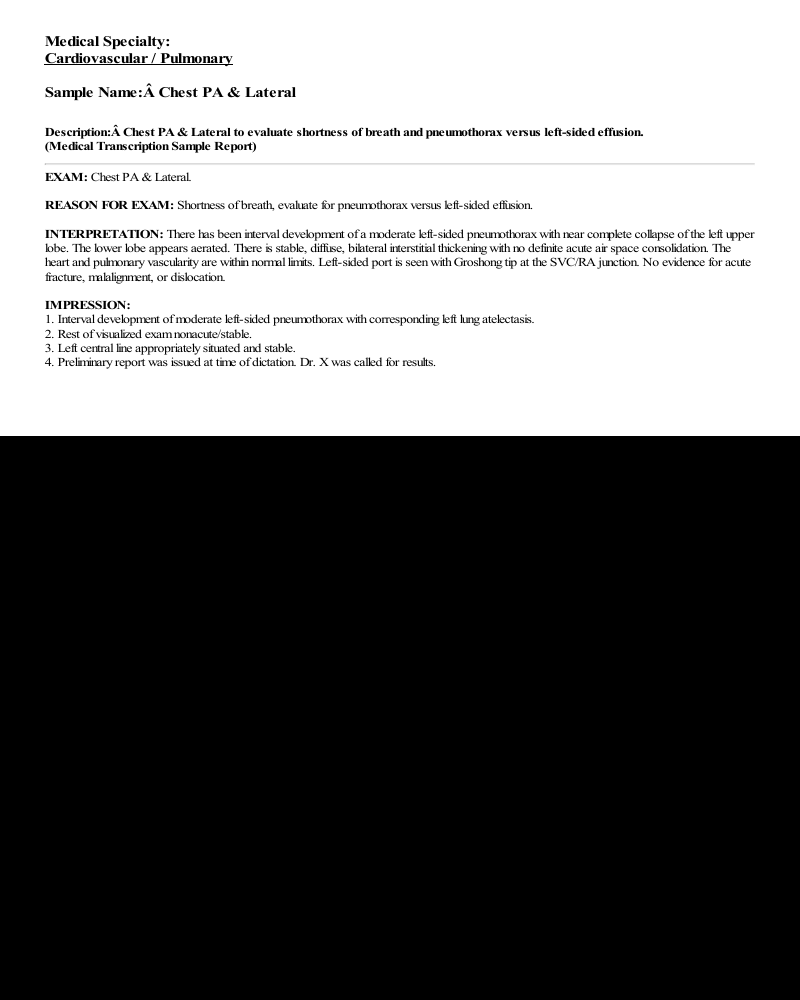 Medical Specialty:
Cardiovascular / Pulmonary
Sample Name:Â Chest PA & Lateral
Description:Â Chest PA & Lateral to evaluate shortness of breath and pneumothorax versus left-sided effusion.
(Medical Transcription Sample Report)
EXAM: Chest PA & Lateral.
REASON FOR EXAM: Shortness of breath, evaluate for pneumothorax versus left-sided effusion.
INTERPRETATION: There has been interval development of a moderate left-sided pneumothorax with near complete collapse of the left upper
lobe. The lower lobe appears aerated. There is stable, diffuse, bilateral interstitial thickening with no definite acute air space consolidation. The
heart and pulmonary vascularity are within normal limits. Left-sided port is seen with Groshong tip at the SVC/RA junction. No evidence for acute
fracture, malalignment, or dislocation.
IMPRESSION:
1. Interval development of moderate left-sided pneumothorax with corresponding left lung atelectasis.
2. Rest of visualized exam nonacute/stable.
3. Left central line appropriately situated and stable.
4. Preliminary report was issued at time of dictation. Dr. X was called for results.